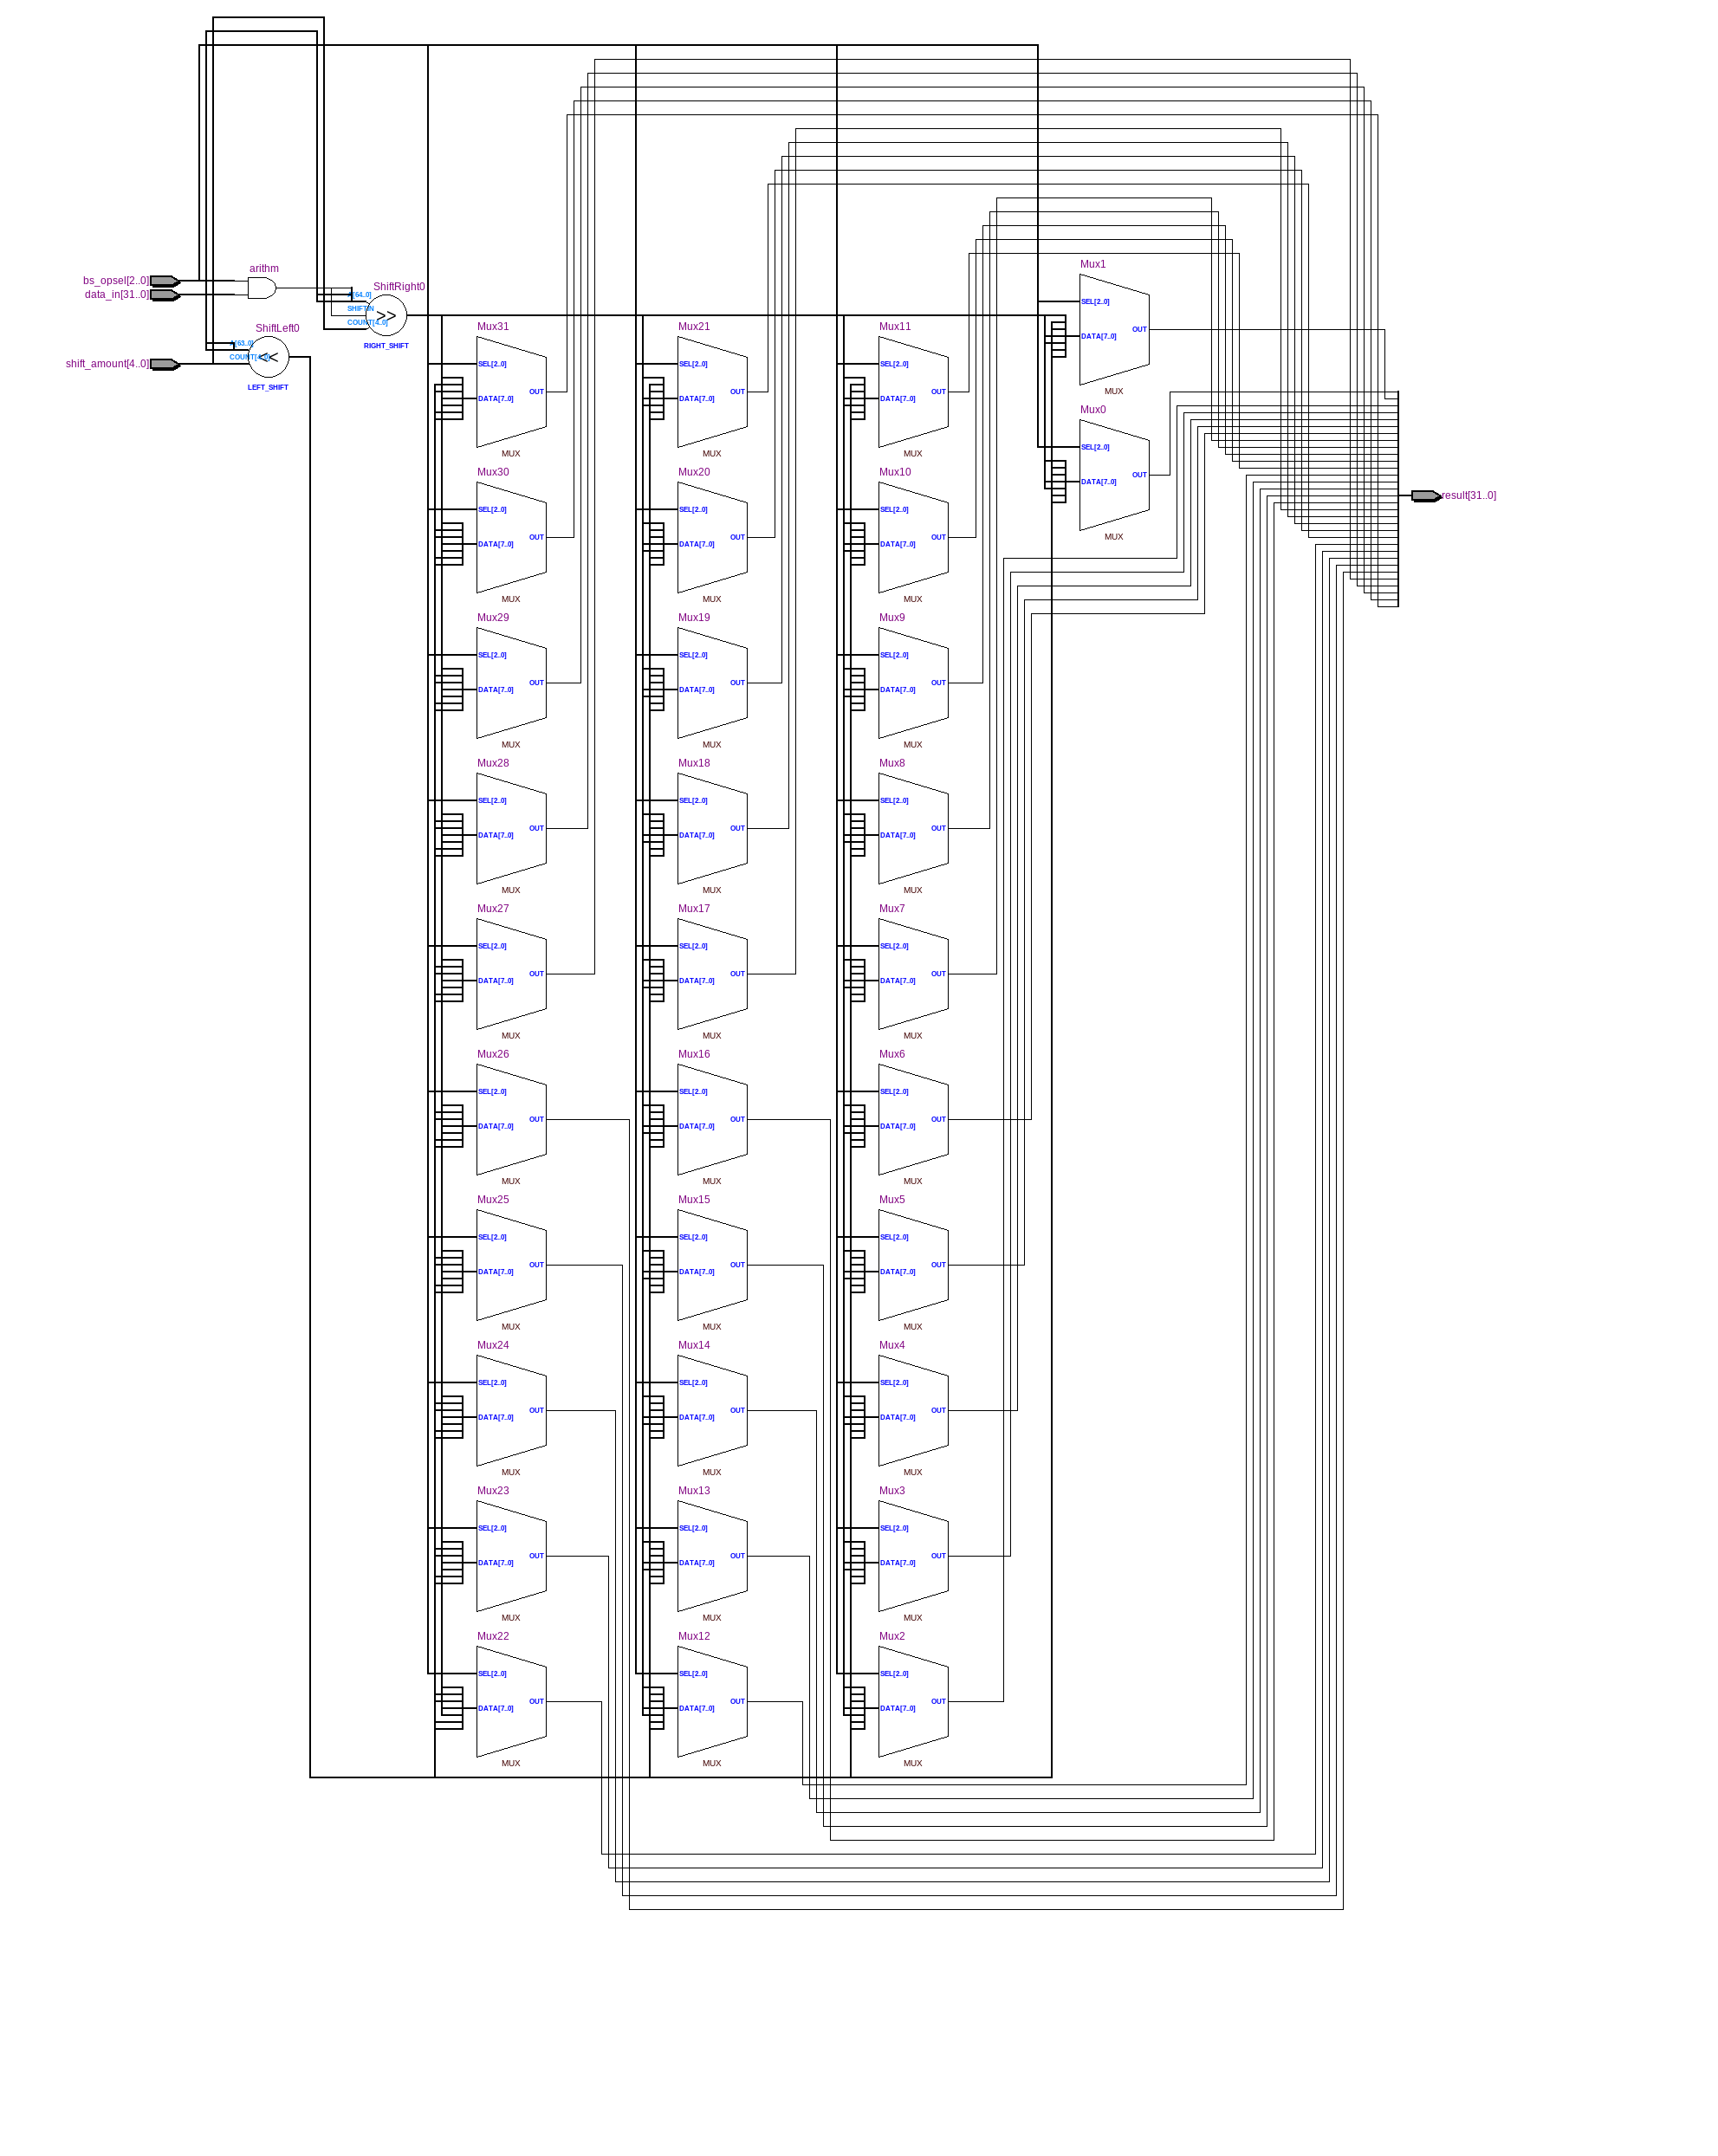 bs_opsel[2..0]
data_in[31..0]
shift_amount[4..0]
arithm
ShiftLeft0
A[63..0]
COUNT[4..0]
<<
LEFT_SHIFT
ShiftRight0
A[64..0]
SHIFTIN
COUNT[4..0]
>>
RIGHT_SHIFT
Mux31
SEL[2..0]
DATA[7..0]
OUT
MUX
Mux30
SEL[2..0]
DATA[7..0]
OUT
MUX
Mux29
SEL[2..0]
DATA[7..0]
OUT
MUX
Mux28
SEL[2..0]
DATA[7..0]
OUT
MUX
Mux27
SEL[2..0]
DATA[7..0]
OUT
MUX
Mux26
SEL[2..0]
DATA[7..0]
OUT
MUX
Mux25
SEL[2..0]
DATA[7..0]
OUT
MUX
Mux24
SEL[2..0]
DATA[7..0]
OUT
MUX
Mux23
SEL[2..0]
DATA[7..0]
OUT
MUX
Mux22
SEL[2..0]
DATA[7..0]
OUT
MUX
Mux21
SEL[2..0]
DATA[7..0]
OUT
MUX
Mux20
SEL[2..0]
DATA[7..0]
OUT
MUX
Mux19
SEL[2..0]
DATA[7..0]
OUT
MUX
Mux18
SEL[2..0]
DATA[7..0]
OUT
MUX
Mux17
SEL[2..0]
DATA[7..0]
OUT
MUX
Mux16
SEL[2..0]
DATA[7..0]
OUT
MUX
Mux15
SEL[2..0]
DATA[7..0]
OUT
MUX
Mux14
SEL[2..0]
DATA[7..0]
OUT
MUX
Mux13
SEL[2..0]
DATA[7..0]
OUT
MUX
Mux12
SEL[2..0]
DATA[7..0]
OUT
MUX
Mux11
SEL[2..0]
DATA[7..0]
OUT
MUX
Mux10
SEL[2..0]
DATA[7..0]
OUT
MUX
Mux9
SEL[2..0]
DATA[7..0]
OUT
MUX
Mux8
SEL[2..0]
DATA[7..0]
OUT
MUX
Mux7
SEL[2..0]
DATA[7..0]
OUT
MUX
Mux6
SEL[2..0]
DATA[7..0]
OUT
MUX
Mux5
SEL[2..0]
DATA[7..0]
OUT
MUX
Mux4
SEL[2..0]
DATA[7..0]
OUT
MUX
Mux3
SEL[2..0]
DATA[7..0]
OUT
MUX
Mux2
SEL[2..0]
DATA[7..0]
OUT
MUX
Mux1
SEL[2..0]
DATA[7..0]
OUT
MUX
Mux0
SEL[2..0]
DATA[7..0]
OUT
MUX
result[31..0]